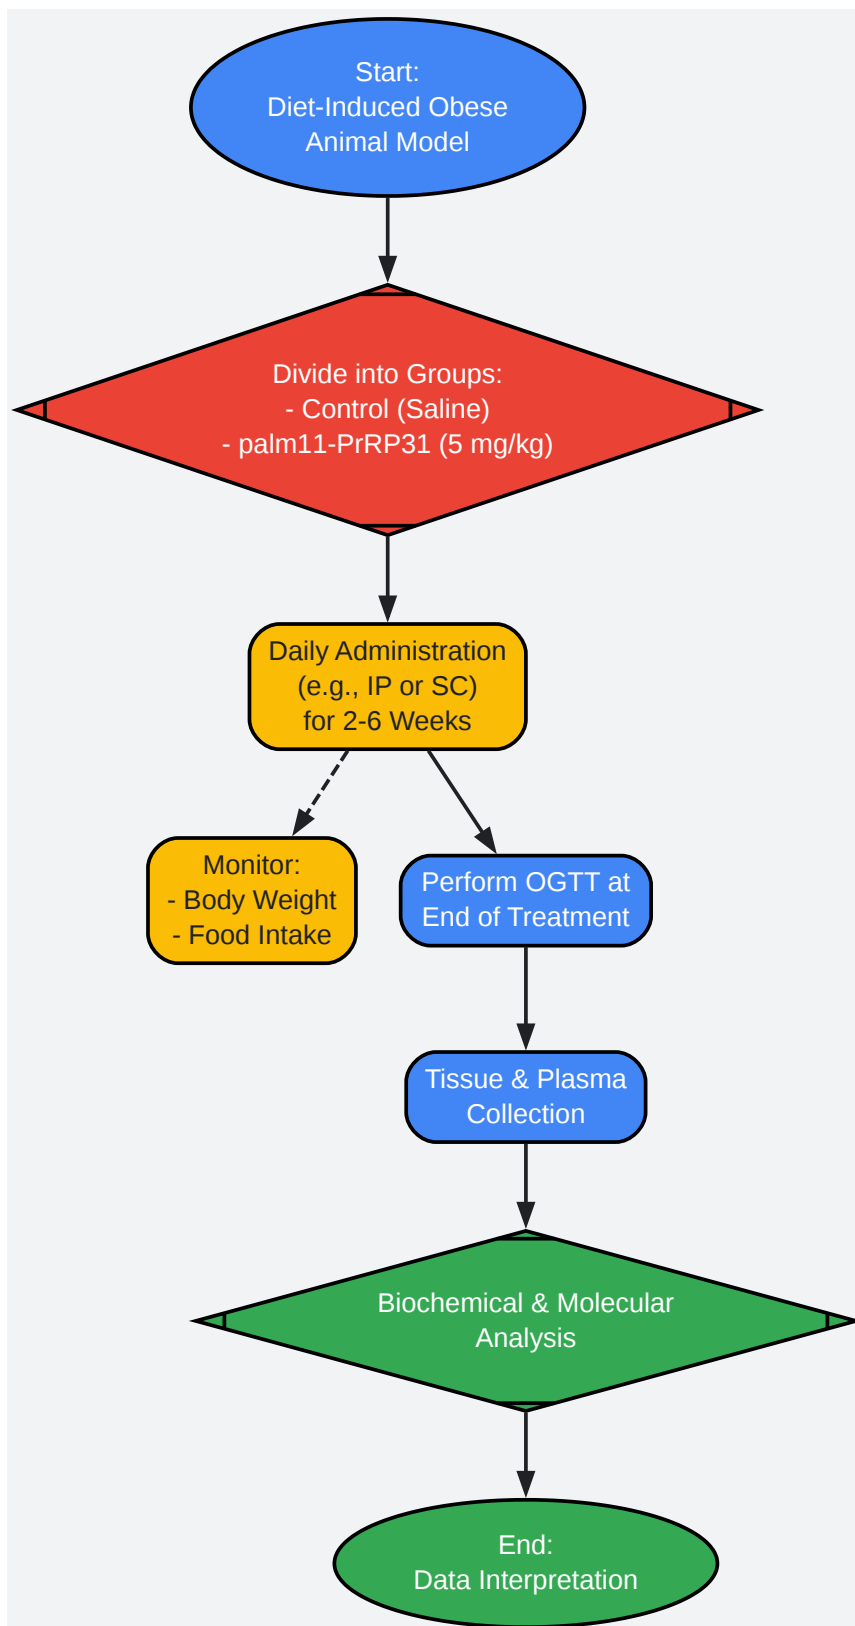 Start:
Diet-Induced Obese
Animal Model
Divide into Groups:
- Control (Saline)
- palm11-PrRP31 (5 mg/kg)
Daily Administration
(e.g., IP or SC)
for 2-6 Weeks
Monitor:
- Body Weight
- Food Intake
Perform OGTT at
End of Treatment
Tissue & Plasma
Collection
Biochemical & Molecular
Analysis
End:
Data Interpretation